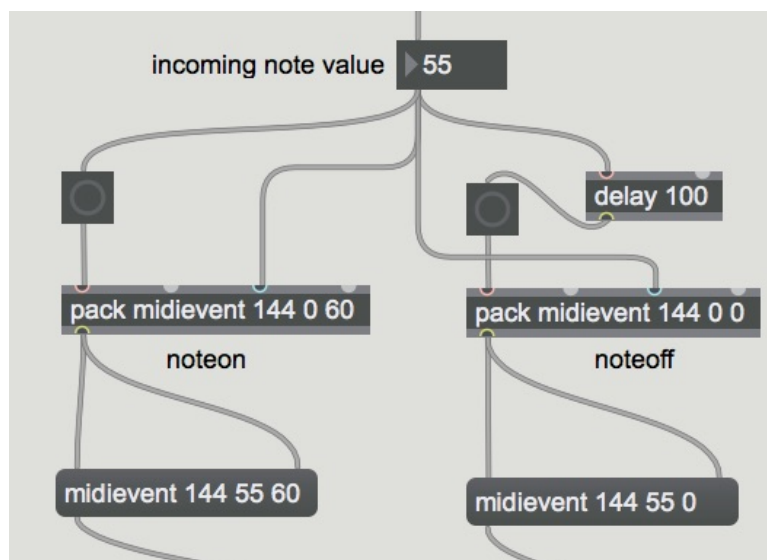 incoming note value
55
delay 100
pack midievent 144 0 60
pack midievent 144 0 0
noteon
noteoff
midievent 144 55 60
midievent 144 55 0